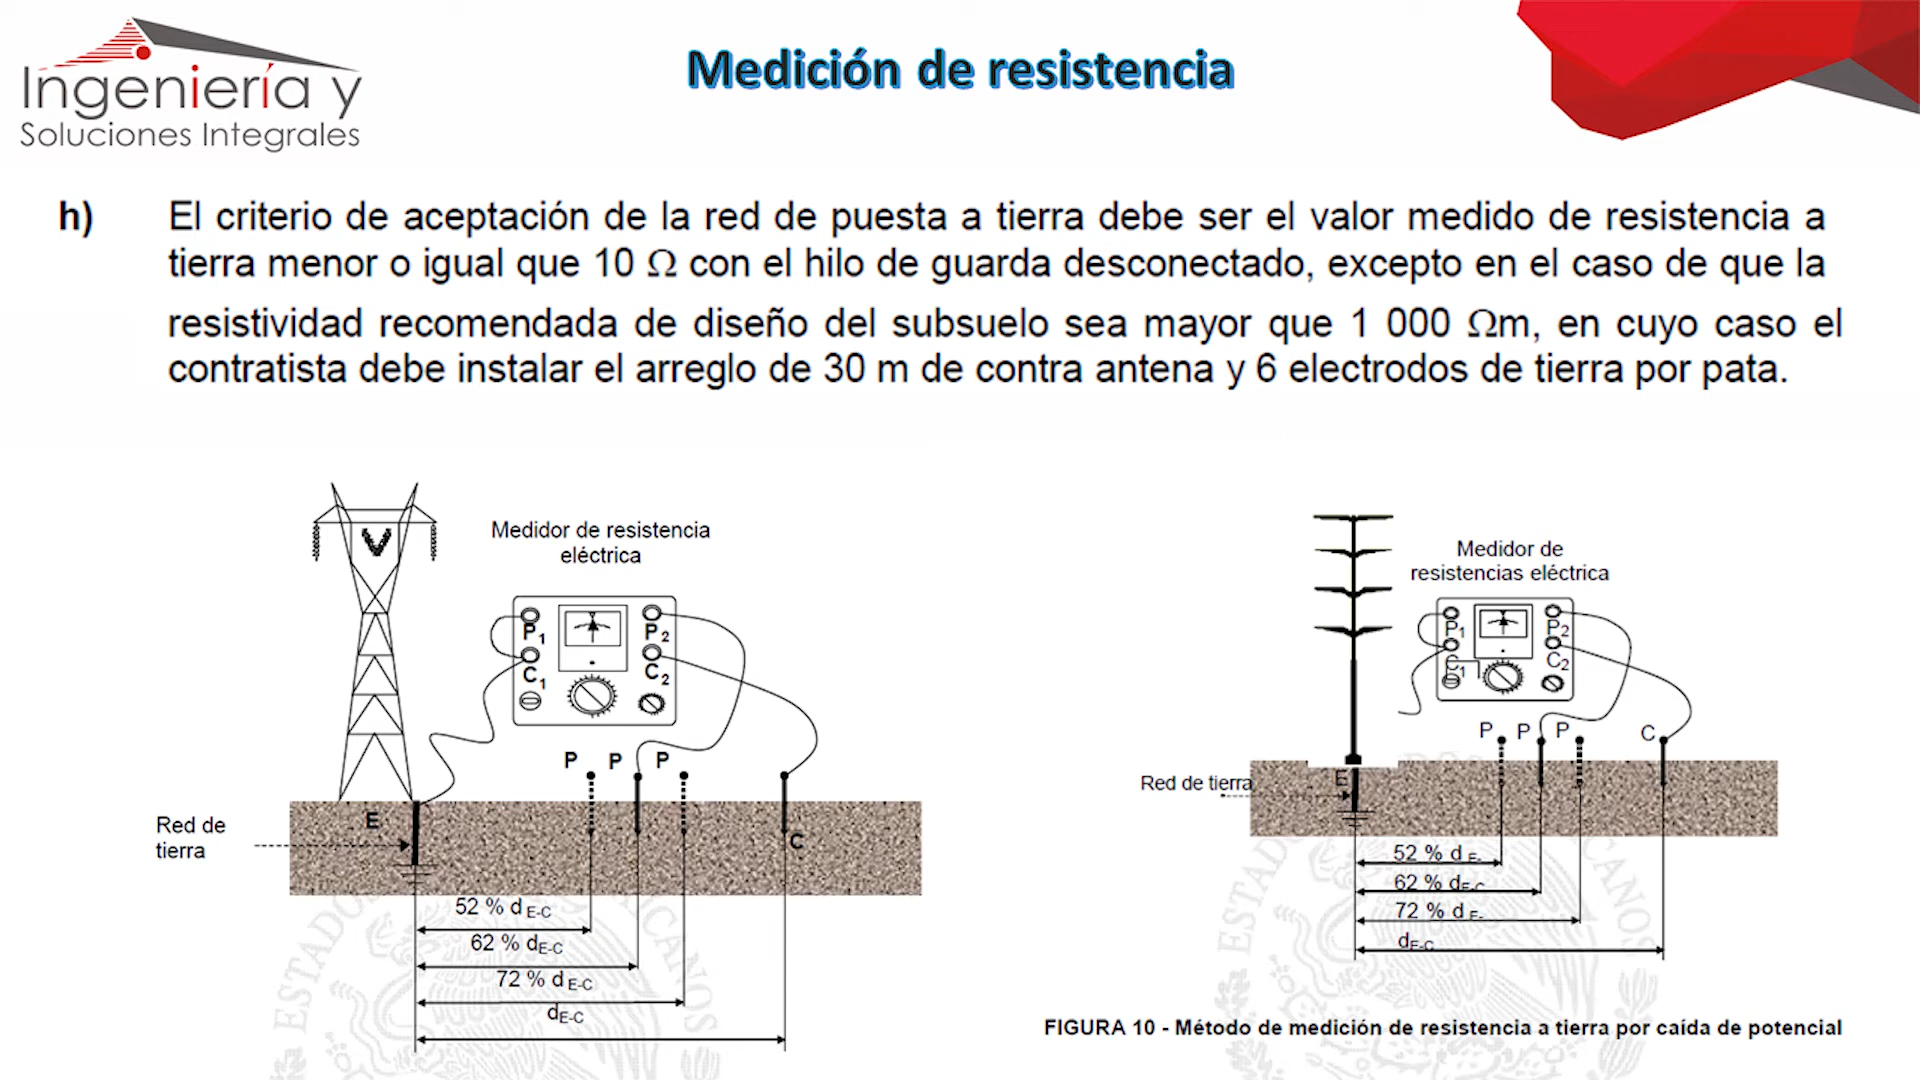 Ingeniería y
Soluciones Integrales
Medición de resistencia
h) El criterio de aceptación de la red de puesta a tierra debe ser el valor medido de resistencia a
tierra menor o igual que 10 Ω con el hilo de guarda desconectado, excepto en el caso de que la
resistividad recomendada de diseño del subsuelo sea mayor que 1 000 Ωm, en cuyo caso el
contratista debe instalar el arreglo de 30 m de contra antena y 6 electrodos de tierra por pata.
Medidor de resistencia
eléctrica
P1
P2
C1
C2
P P P
E
C
Red de
tierra
52 % d E-C
62 % dE-C
72 % d E-C
dE-C
Medidor de
resistencias eléctrica
P1
P2
C1
C2
P P P C
Red de tierra
E
52 % d E-
62 % dE-C
72 % d E-
dE-C
ESTADOS
CANOS
ESTADO
CANOS
FIGURA 10 - Método de medición de resistencia a tierra por caída de potencial